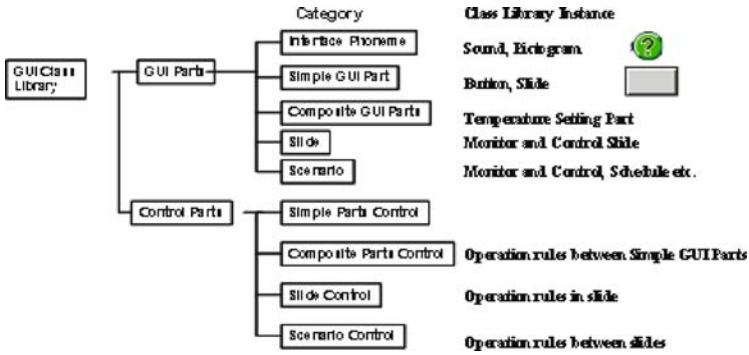 Category Class Library Instance
Interface Phoneme Sound, Pictogram ?
GUI Class
Library
GUI Parts
Simple GUI Part Button, Slide
Composite GUI Parts Temperature Setting Part
Slide Monitor and Control Slide
Scenario Monitor and Control, Schedule etc.
Control Parts Simple Parts Control
Composite Parts Control Operation rules between Simple GUI Parts
Slide Control Operation rules in slide
Scenario Control Operation rules between slides